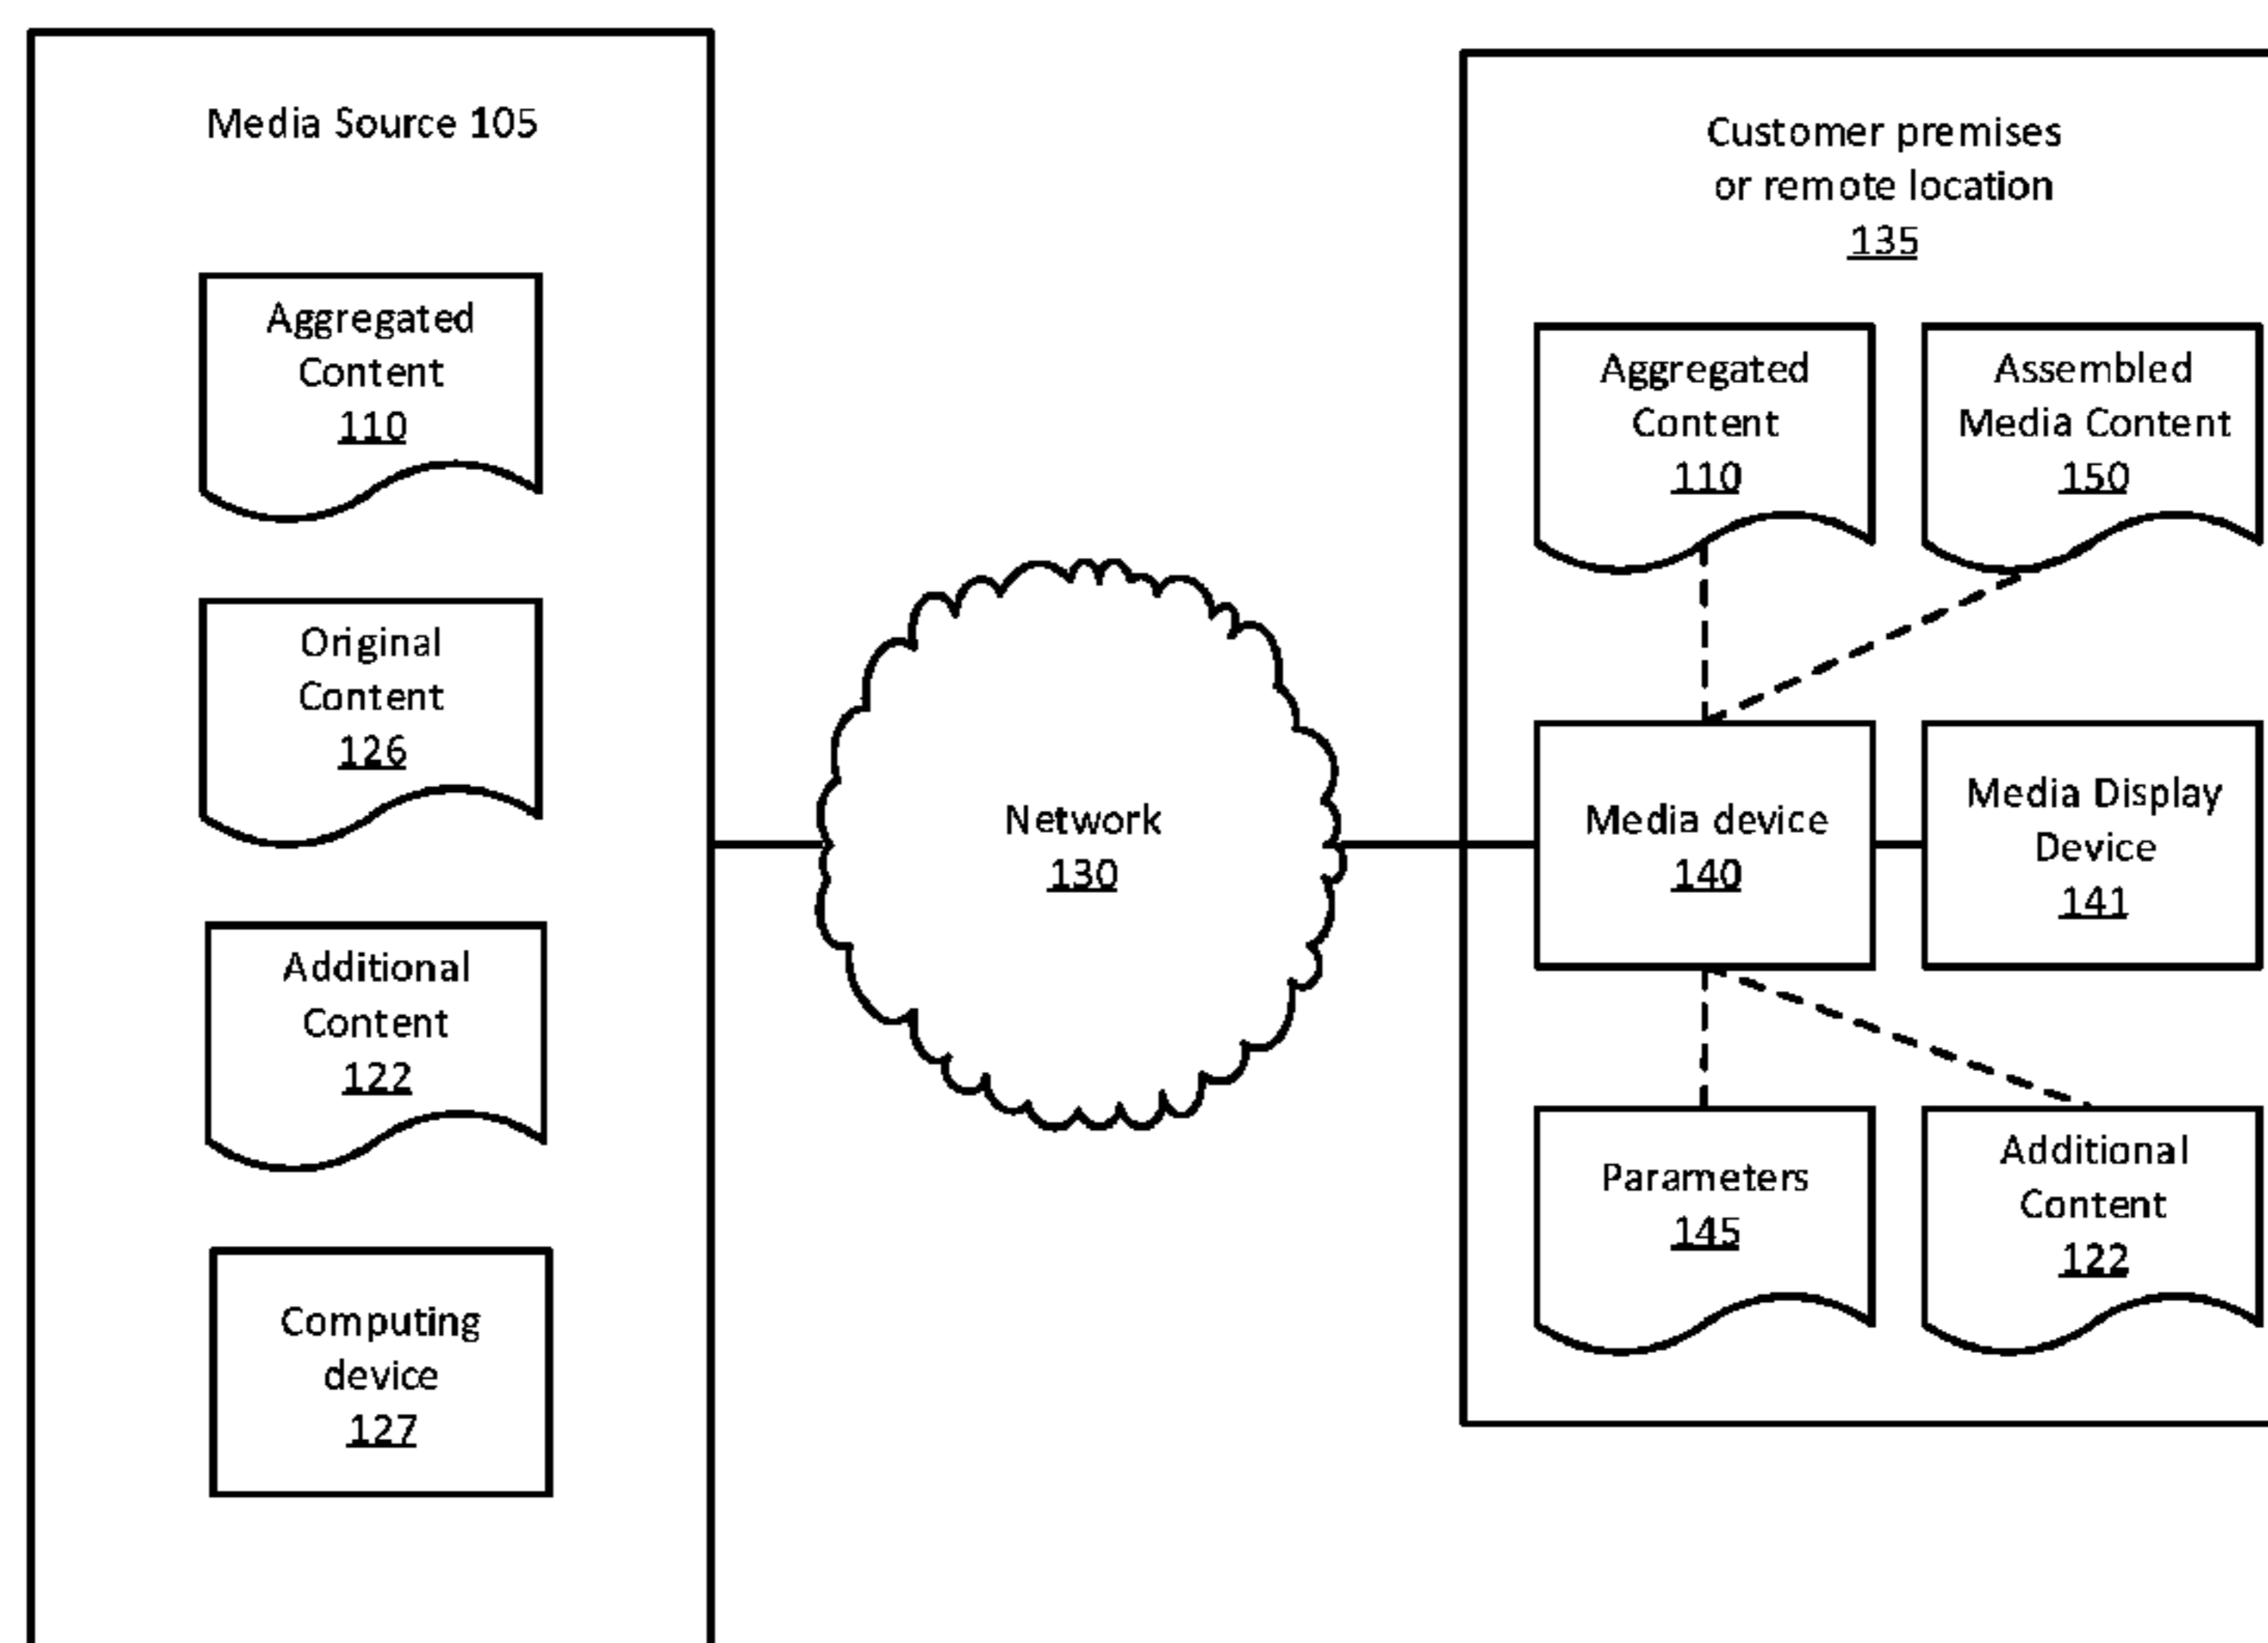 Media Source 105
Aggregated
Content
110
Original
Content
126
Additional
Content
122
Computing
device
127
Network
130
Customer premises
or remote location
135
Aggregated
Content
110
Assembled
Media Content
150
Media device
140
Media Display
Device
141
Parameters
145
Additional
Content
122